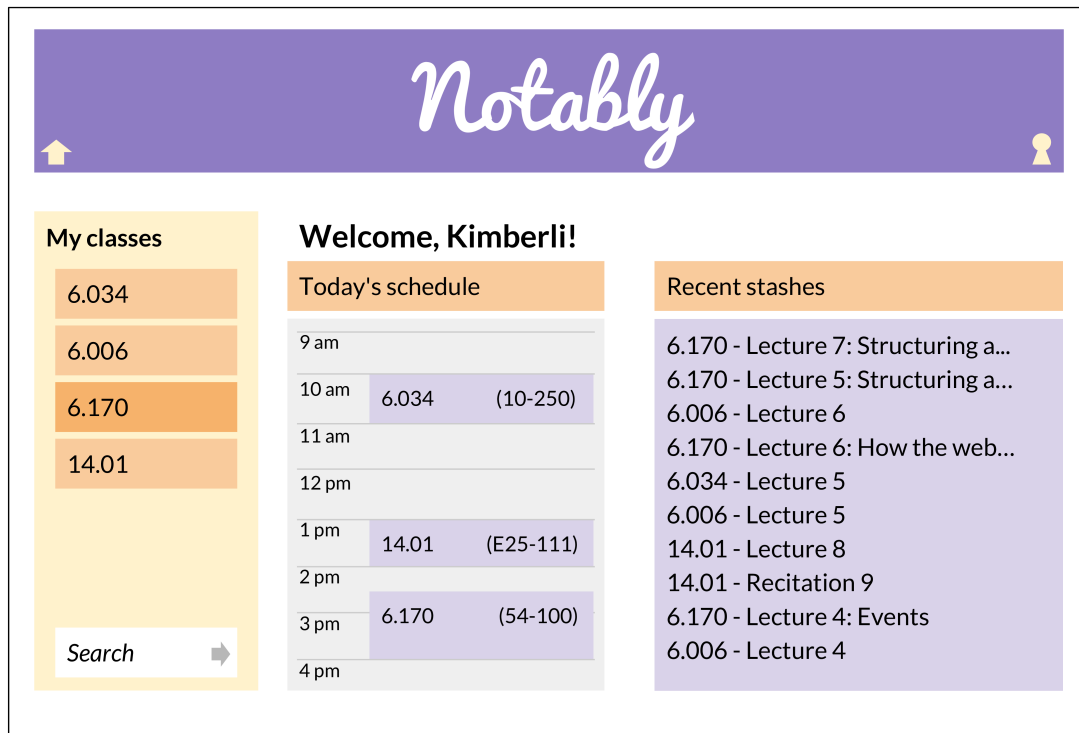 Notably
My classes
6.034
6.006
6.170
14.01
Search
Welcome, Kimberli!
Today's schedule
9 am
10 am
6.034 (10-250)
11 am
12 pm
1 pm
14.01 (E25-111)
2 pm
6.170 (54-100)
3 pm
4 pm
Recent stashes
6.170 - Lecture 7: Structuring a...
6.170 - Lecture 5: Structuring a...
6.006 - Lecture 6
6.170 - Lecture 6: How the web...
6.034 - Lecture 5
6.006 - Lecture 5
14.01 - Lecture 8
14.01 - Recitation 9
6.170 - Lecture 4: Events
6.006 - Lecture 4